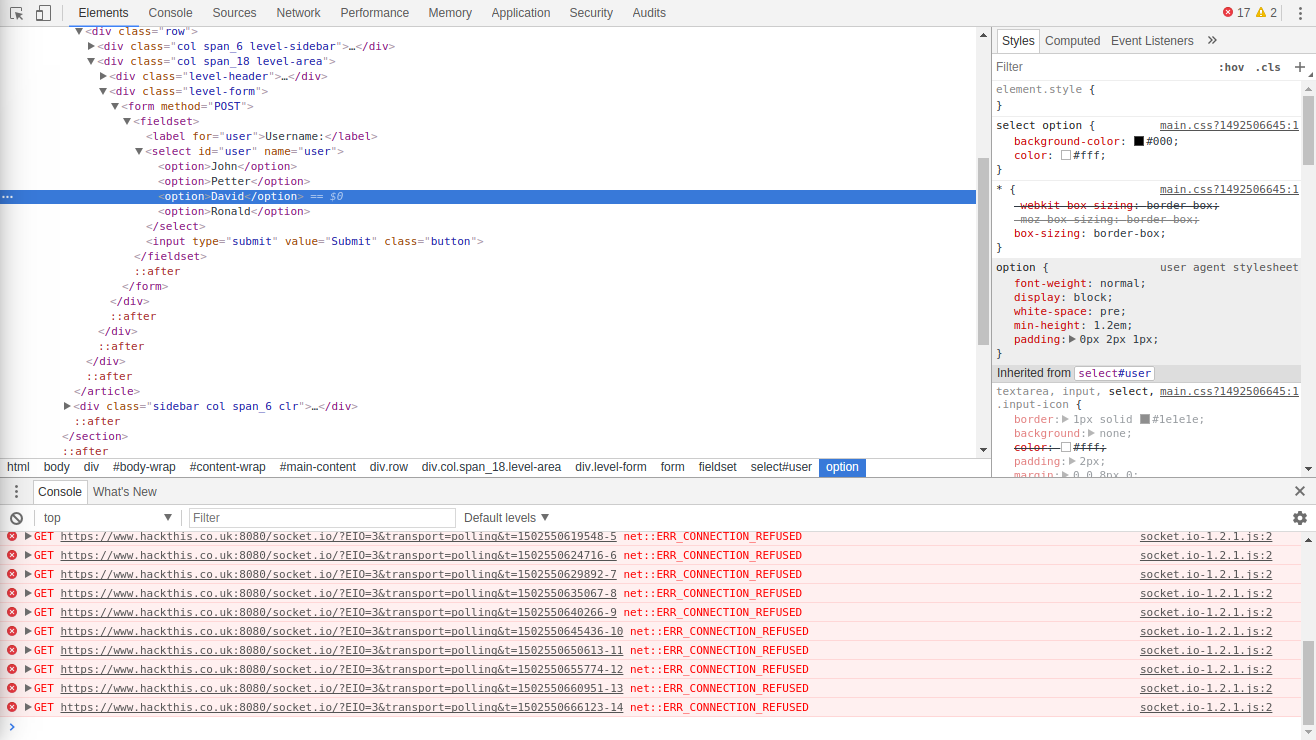 Elements Console Sources Network Performance Memory Application Security Audits 17 2
<div class="row">
<div class="col span_6 level-sidebar">…</div>
<div class="col span_18 level-area">
<div class="level-header">…</div>
<div class="level-form">
<form method="POST">
<fieldset>
<label for="user">Username:</label>
<select id="user" name="user">
<option>John</option>
<option>Petter</option>
<option>David</option> == $0
<option>Ronald</option>
</select>
<input type="submit" value="Submit" class="button">
</fieldset>
::after
</form>
</div>
::after
</div>
::after
</div>
::after
</article>
<div class="sidebar col span_6 clr">…</div>
::after
</section>
::after
html body div #body-wrap #content-wrap #main-content div.row div.col.span_18.level-area div.level-form form fieldset select#user option
Styles Computed Event Listeners »
Filter :hov .cls +
element.style {
}
select option { main.css?1492506645:1
background-color: #000;
color: #fff;
}
* { main.css?1492506645:1
-webkit-box-sizing: border-box;
-moz-box-sizing: border-box;
box-sizing: border-box;
}
option { user agent stylesheet
font-weight: normal;
display: block;
white-space: pre;
min-height: 1.2em;
padding: 0px 2px 1px;
}
Inherited from select#user
textarea, input, select, main.css?1492506645:1
.input-icon {
border: 1px solid #1e1e1e;
background: none;
color: #fff;
padding: 2px;
margin: 0 0 8px 0;
Console What's New
top Filter Default levels
GET https://www.hackthis.co.uk:8080/socket.io/?EIO=3&transport=polling&t=1502550619548-5 net::ERR_CONNECTION_REFUSED socket.io-1.2.1.js:2
GET https://www.hackthis.co.uk:8080/socket.io/?EIO=3&transport=polling&t=1502550624716-6 net::ERR_CONNECTION_REFUSED socket.io-1.2.1.js:2
GET https://www.hackthis.co.uk:8080/socket.io/?EIO=3&transport=polling&t=1502550629892-7 net::ERR_CONNECTION_REFUSED socket.io-1.2.1.js:2
GET https://www.hackthis.co.uk:8080/socket.io/?EIO=3&transport=polling&t=1502550635067-8 net::ERR_CONNECTION_REFUSED socket.io-1.2.1.js:2
GET https://www.hackthis.co.uk:8080/socket.io/?EIO=3&transport=polling&t=1502550640266-9 net::ERR_CONNECTION_REFUSED socket.io-1.2.1.js:2
GET https://www.hackthis.co.uk:8080/socket.io/?EIO=3&transport=polling&t=1502550645436-10 net::ERR_CONNECTION_REFUSED socket.io-1.2.1.js:2
GET https://www.hackthis.co.uk:8080/socket.io/?EIO=3&transport=polling&t=1502550650613-11 net::ERR_CONNECTION_REFUSED socket.io-1.2.1.js:2
GET https://www.hackthis.co.uk:8080/socket.io/?EIO=3&transport=polling&t=1502550655774-12 net::ERR_CONNECTION_REFUSED socket.io-1.2.1.js:2
GET https://www.hackthis.co.uk:8080/socket.io/?EIO=3&transport=polling&t=1502550660951-13 net::ERR_CONNECTION_REFUSED socket.io-1.2.1.js:2
GET https://www.hackthis.co.uk:8080/socket.io/?EIO=3&transport=polling&t=1502550666123-14 net::ERR_CONNECTION_REFUSED socket.io-1.2.1.js:2